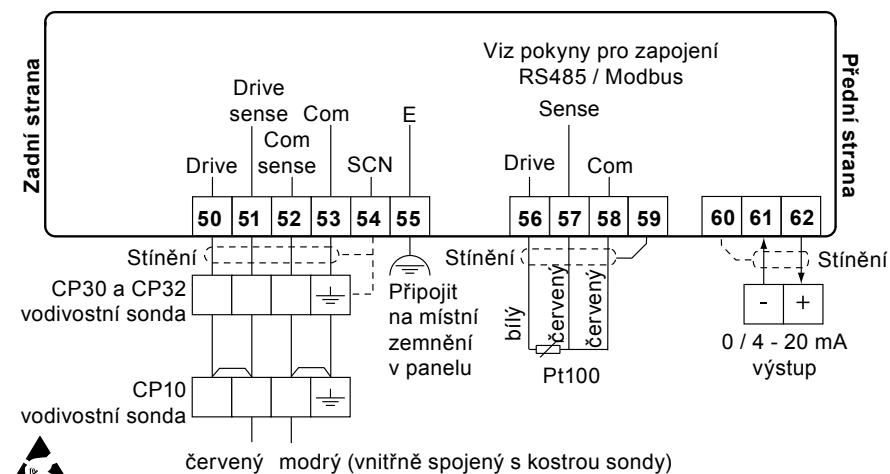 Zadní strana
Přední strana
Viz pokyny pro zapojení
RS485 / Modbus
Drive
sense
Com
Com
sense
E
Drive
SCN
Sense
Drive
Com
50 51 52 53 54 55
56 57 58 59
60 61 62
Stínění
Stínění
Stínění
CP30 a CP32
vodivostní sonda
Připojit
na místní
zemnění
v panelu
bílý
červený
červený
Pt100
- +
0 / 4 - 20 mA
výstup
CP10
vodivostní sonda
červený modrý (vnitřně spojený s kostrou sondy)